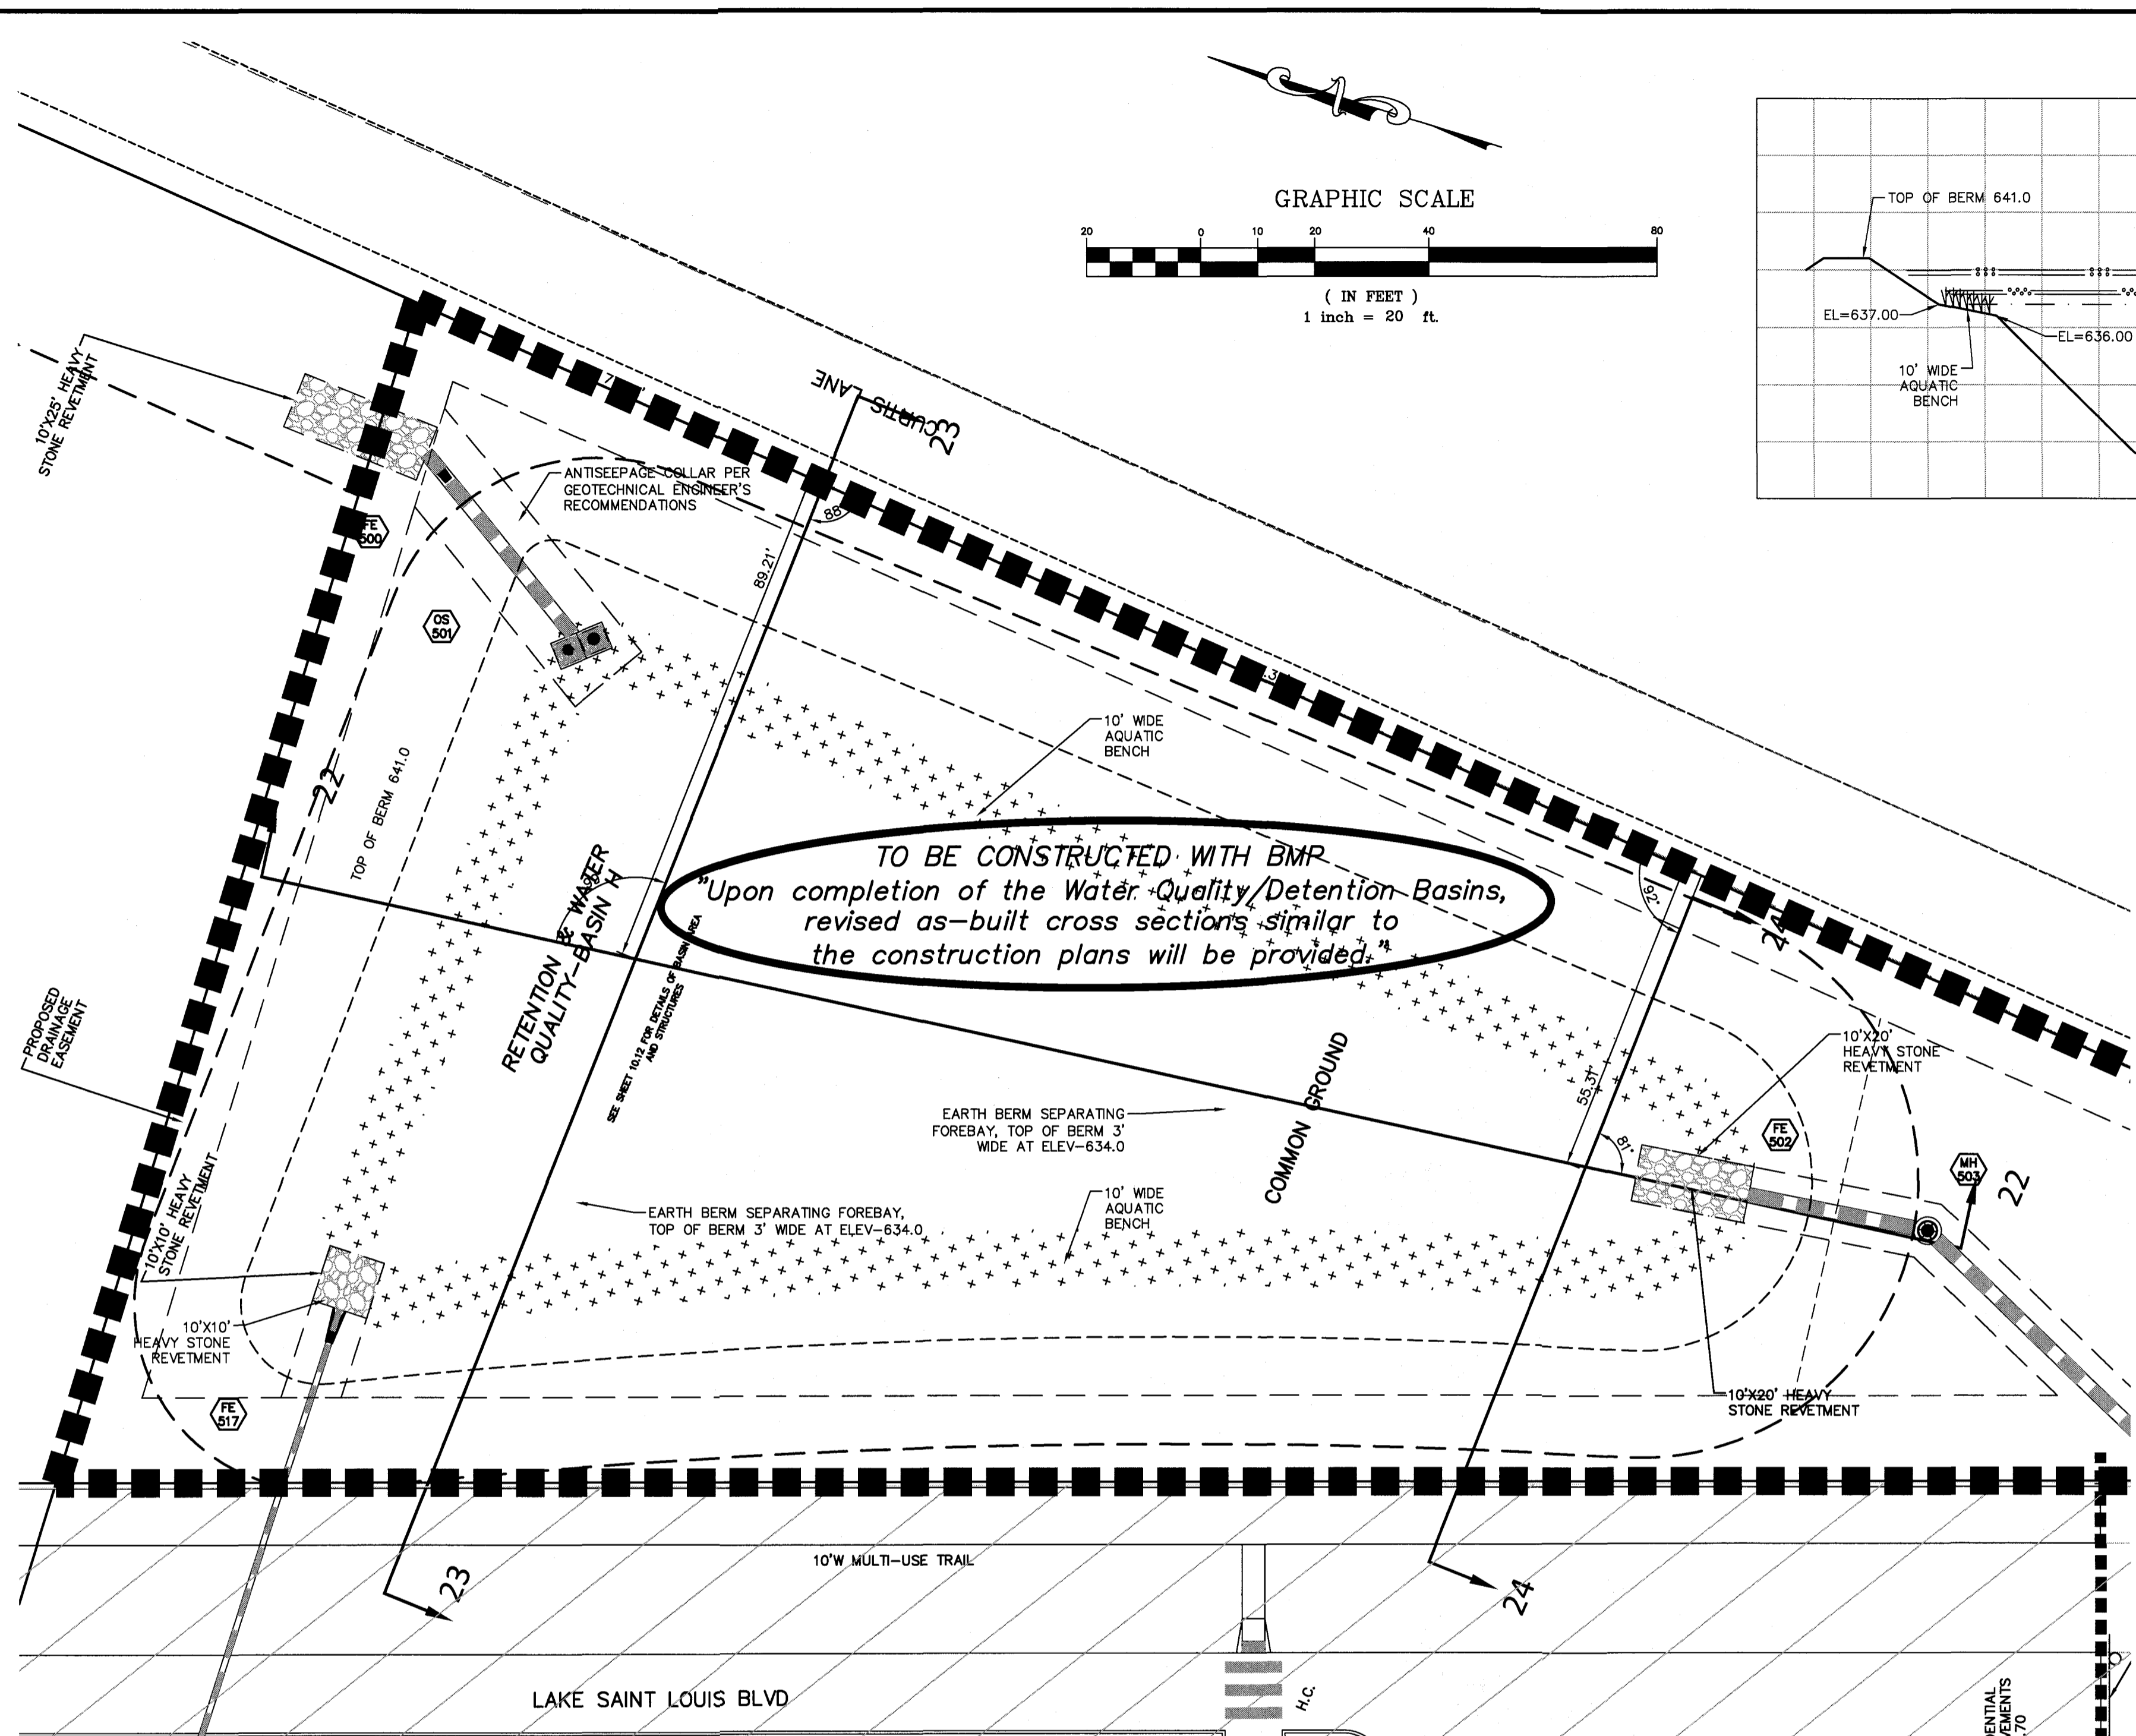 GRAPHIC SCALE
20 0 10 20 40 80
( IN FEET )
1 inch = 20 ft.
TOP OF BERM 641.0
EL=637.00
EL=636.00
10' WIDE
AQUATIC
BENCH
10'X25' HEAVY
STONE REVETMENT
CURTIS LANE
23
ANTISEEPAGE COLLAR PER
GEOTECHNICAL ENGINEER'S
RECOMMENDATIONS
FE
500
88°
89.21'
OS
501
10' WIDE
AQUATIC
BENCH
22
TOP OF BERM 641.0
TO BE CONSTRUCTED WITH BMP
"Upon completion of the Water Quality/Detention Basins,
revised as-built cross sections similar to
the construction plans will be provided."
92°
24
RETENTION & WATER
QUALITY-BASIN A
SEE SHEET 10.12 FOR DETAILS OF BASIN AREA
AND STRUCTURES
PROPOSED
DRAINAGE
EASEMENT
COMMON GROUND
55.31'
10'X20'
HEAVY STONE
REVETMENT
EARTH BERM SEPARATING
FOREBAY, TOP OF BERM 3'
WIDE AT ELEV-634.0
FE
502
81°
MH
503
22
10'X10' HEAVY
STONE REVETMENT
EARTH BERM SEPARATING FOREBAY,
TOP OF BERM 3' WIDE AT ELEV-634.0
10' WIDE
AQUATIC
BENCH
10'X10'
HEAVY STONE
REVETMENT
10'X20' HEAVY
STONE REVETMENT
FE
517
10'W MULTI-USE TRAIL
23
24
LAKE SAINT LOUIS BLVD
H.C.